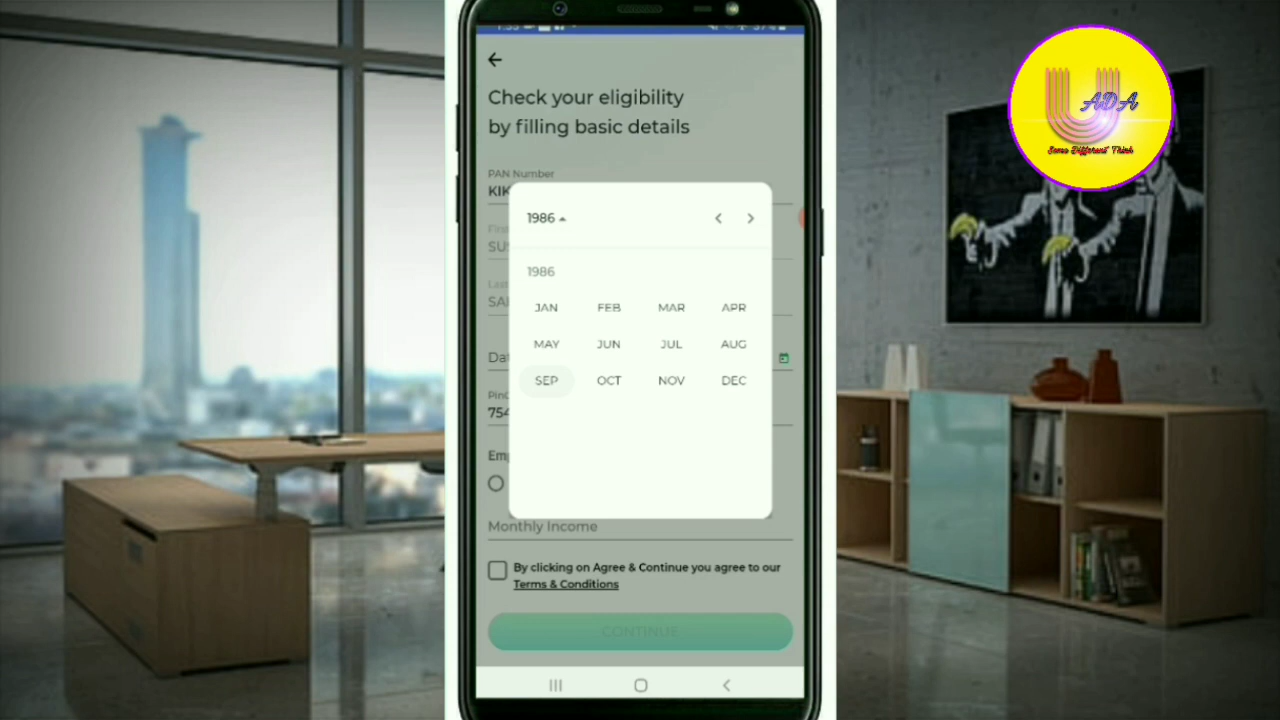 Check your eligibility
by filling basic details
PAN Number
KIK
SU
SA
1986
1986
JAN FEB MAR APR
MAY JUN JUL AUG
SEP OCT NOV DEC
Dat
Pin
754
Em
Monthly Income
By clicking on Agree & Continue you agree to our
Terms & Conditions
CONTINUE
U
ADA
Some Different Think